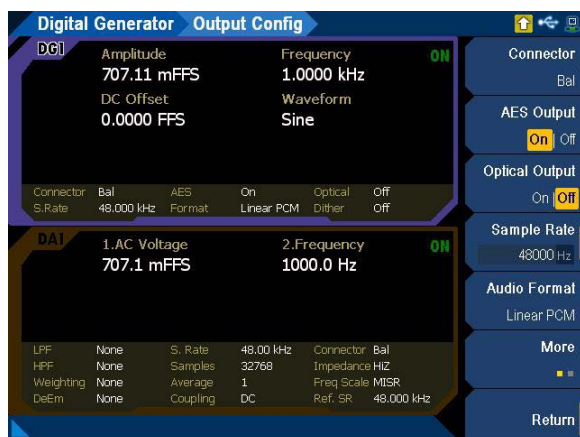 Digital Generator Output Config
DG1
Amplitude Frequency ON
707.11 mFFS 1.0000 kHz
DC Offset Waveform
0.0000 FFS Sine
Connector Bal AES On Optical Off
S.Rate 48.000 kHz Format Linear PCM Dither Off
DA1
1.AC Voltage 2.Frequency ON
707.1 mFFS 1000.0 Hz
LPF None S. Rate 48.00 kHz Connector Bal
HPF None Samples 32768 Impedance HiZ
Weighting None Average 1 Freq Scale MISR
DeEm None Coupling DC Ref. SR 48.000 kHz
Connector
Bal
AES Output
On | Off
Optical Output
On | Off
Sample Rate
48000 Hz
Audio Format
Linear PCM
More
Return